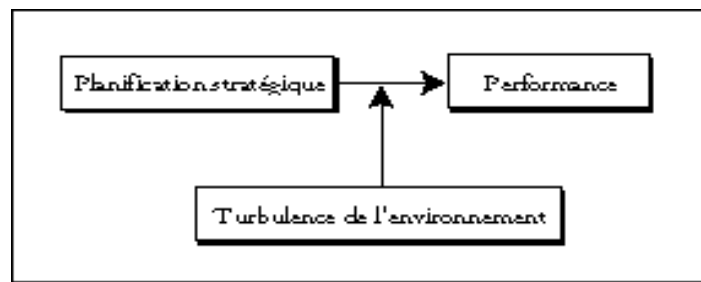 Planification stratégique
Performance
Turbulence de l'environnement